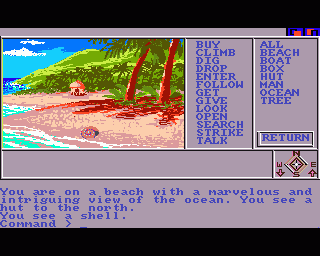 BUY
CLIMB
DIG
DROP
ENTER
FOLLOW
GET
GIVE
LOOK
OPEN
SEARCH
STRIKE
TALK
ALL
BEACH
BOAT
BOX
HUT
MAN
OCEAN
TREE
RETURN
N
W E
S
You are on a beach with a marvelous and
intriguing view of the ocean. You see a
hut to the north.
You see a shell.
Command > _